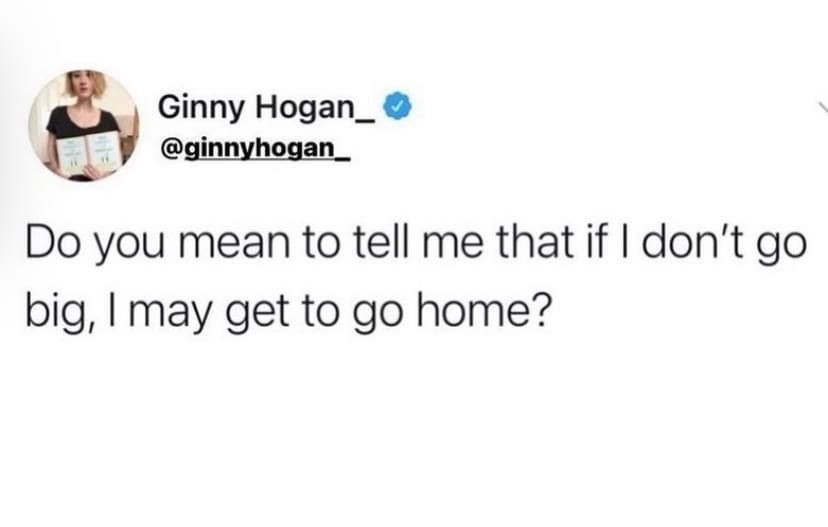 Ginny Hogan_
@ginnyhogan_
Do you mean to tell me that if I don't go
big, I may get to go home?